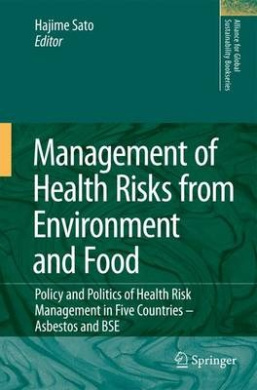 Hajime Sato
Editor
Alliance for Global
Sustainability Bookseries
Management of
Health Risks from
Environment
and Food
Policy and Politics of Health Risk
Management in Five Countries –
Asbestos and BSE
Springer